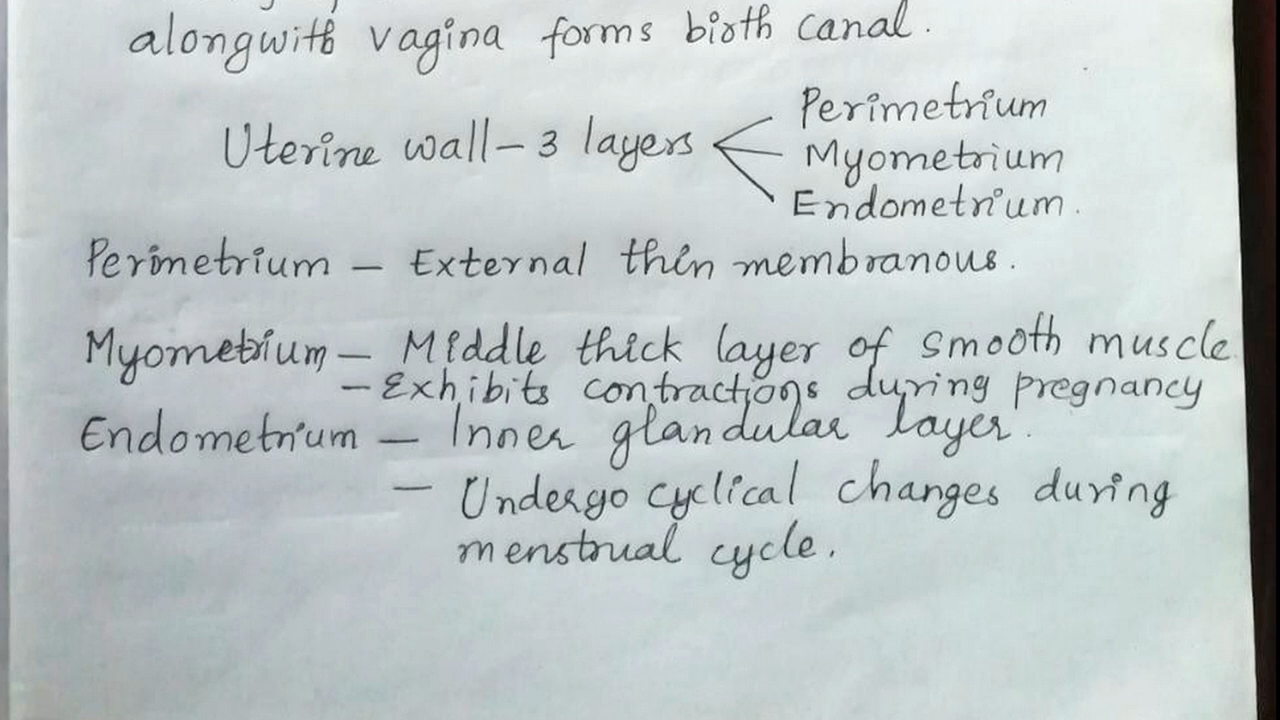 alongwith vagina forms birth canal.
Uterine wall - 3 layers
Perimetrium
Myometrium
Endometrium.
Perimetrium - External thin membranous.
Myometrium - Middle thick layer of smooth muscle
- Exhibits contractions during pregnancy
Endometrium - Inner glandular layer.
- Undergo cyclical changes during
menstrual cycle.